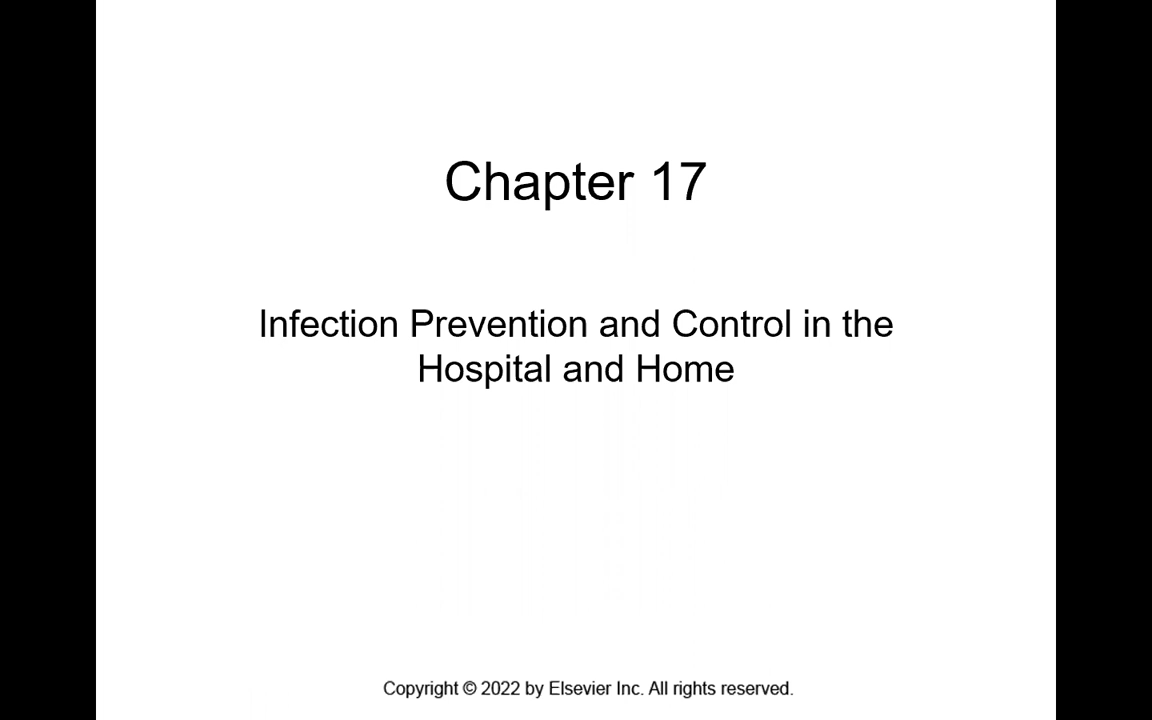 Chapter 17
Infection Prevention and Control in the
Hospital and Home
Copyright © 2022 by Elsevier Inc. All rights reserved.